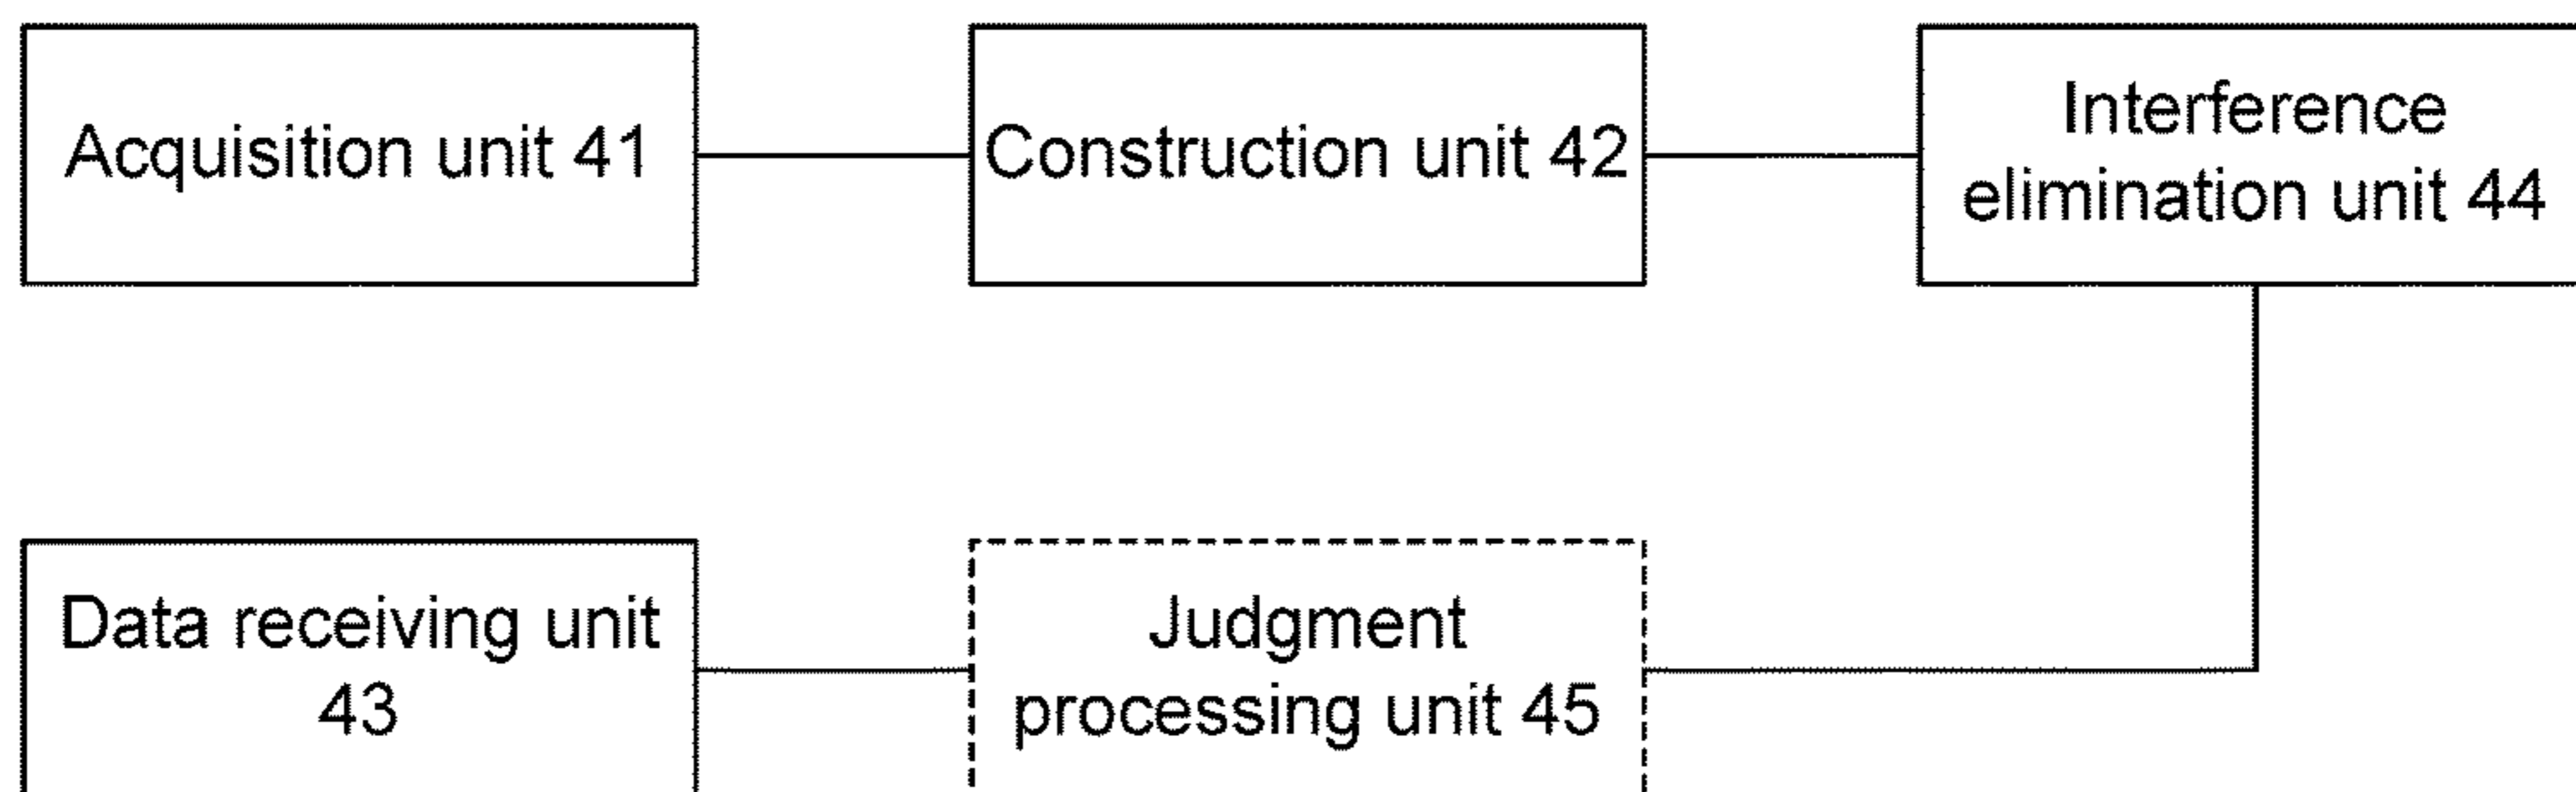 Acquisition unit 41
Construction unit 42
Interference
elimination unit 44
Data receiving unit
43
Judgment
processing unit 45